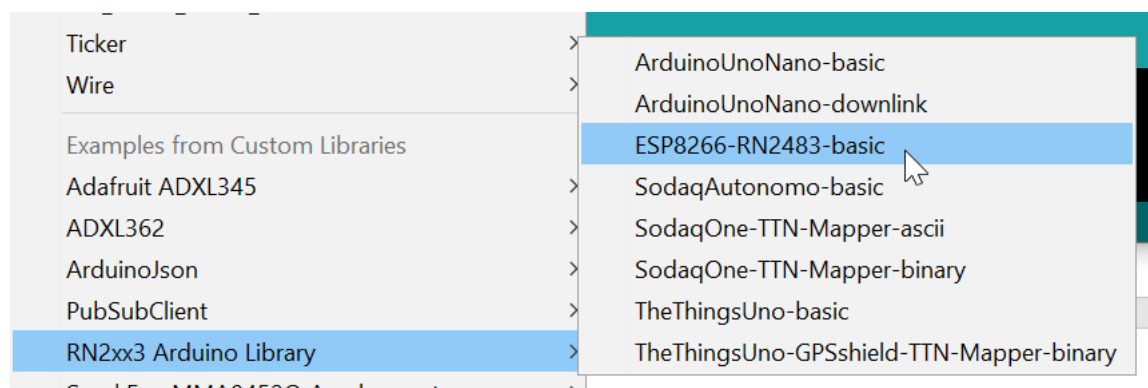 Ticker
Wire
Examples from Custom Libraries
Adafruit ADXL345
ADXL362
ArduinoJson
PubSubClient
RN2xx3 Arduino Library
ArduinoUnoNano-basic
ArduinoUnoNano-downlink
ESP8266-RN2483-basic
SodaqAutonomo-basic
SodaqOne-TTN-Mapper-ascii
SodaqOne-TTN-Mapper-binary
TheThingsUno-basic
TheThingsUno-GPSshield-TTN-Mapper-binary